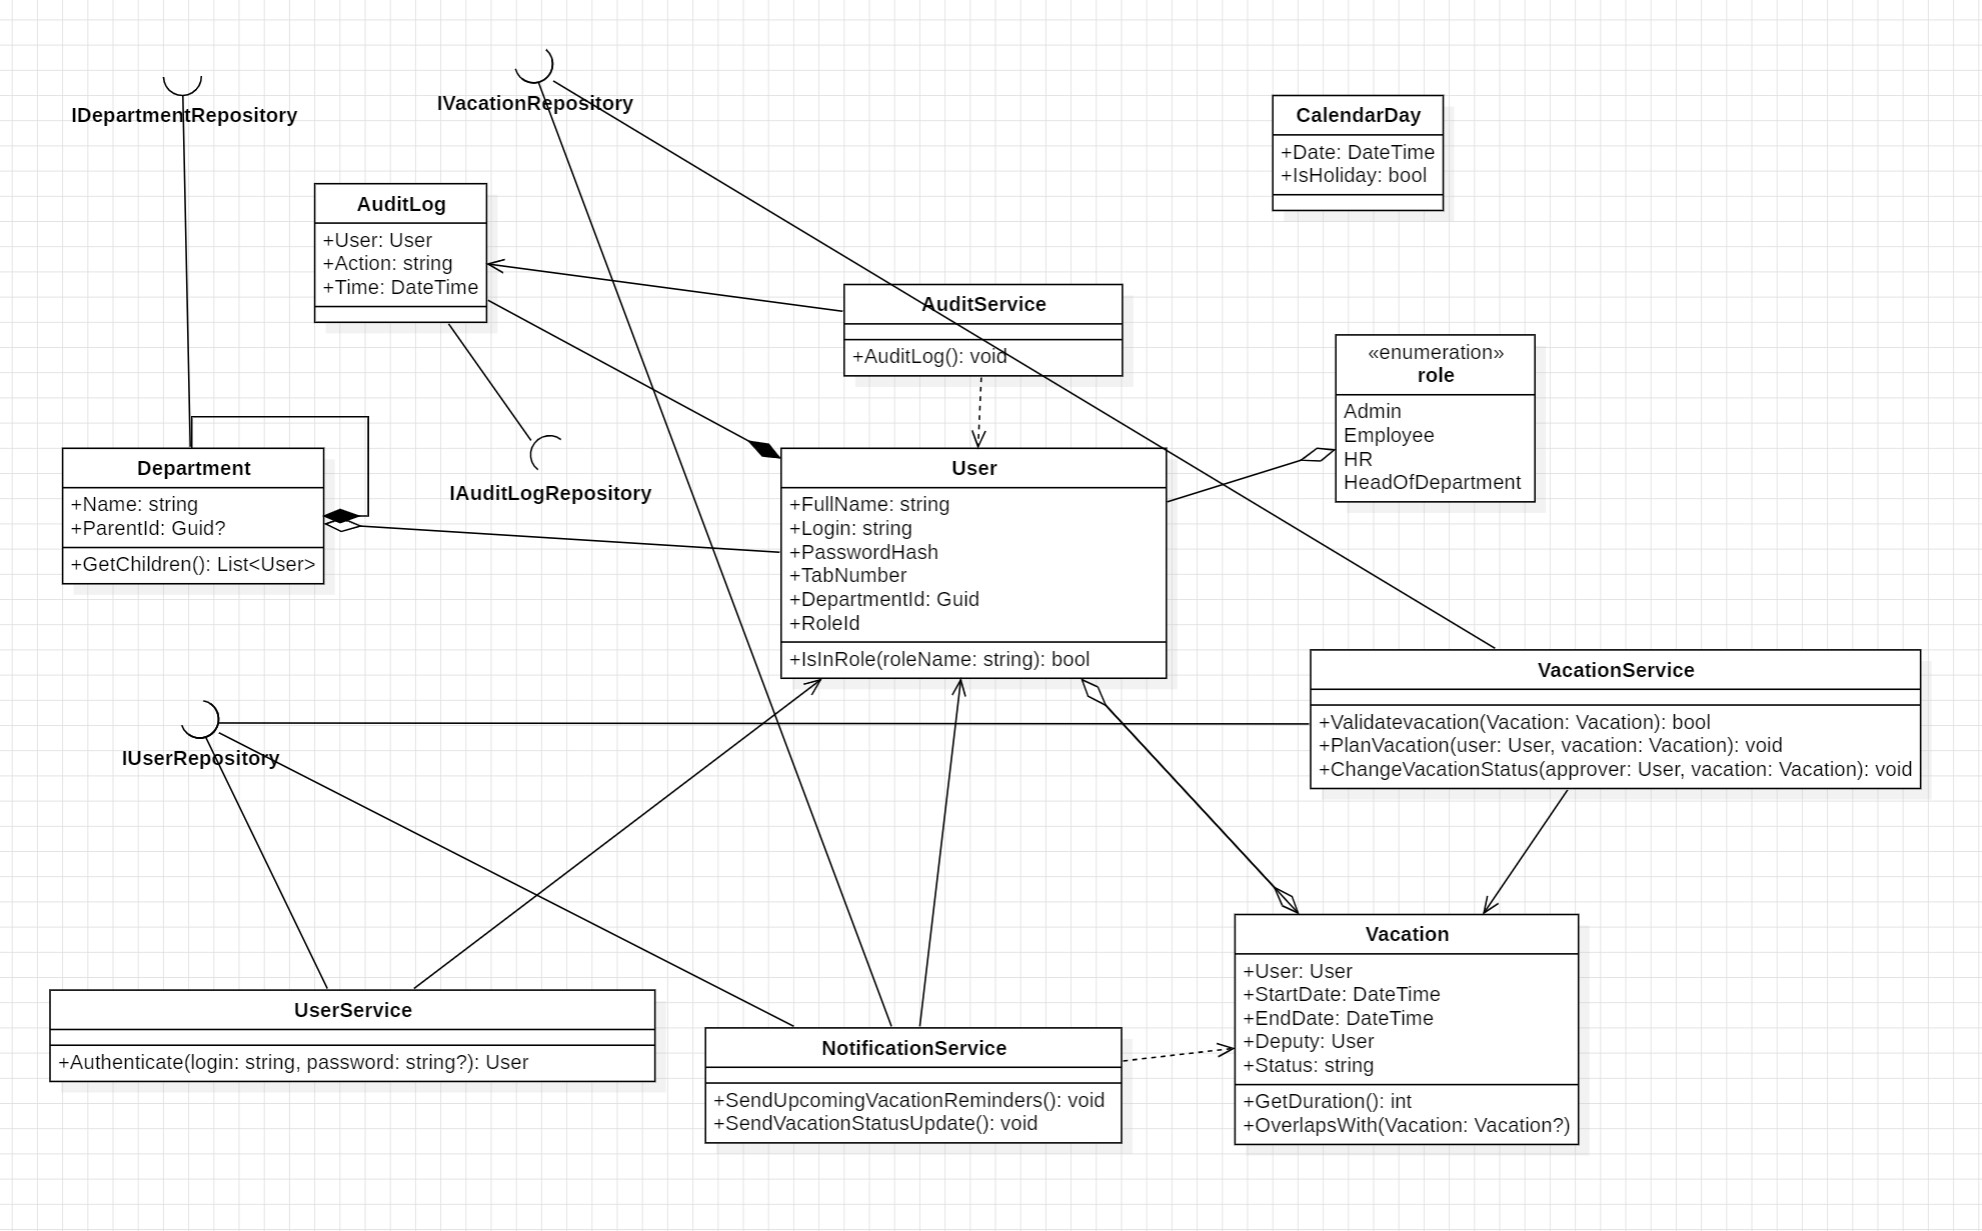 IDepartmentRepository
IVacationRepository
CalendarDay
+Date: DateTime
+IsHoliday: bool
AuditLog
+User: User
+Action: string
+Time: DateTime
AuditService
+AuditLog(): void
«enumeration»
role
Admin
Employee
HR
HeadOfDepartment
Department
+Name: string
+ParentId: Guid?
+GetChildren(): List<User>
IAuditLogRepository
User
+FullName: string
+Login: string
+PasswordHash
+TabNumber
+DepartmentId: Guid
+RoleId
+IsInRole(roleName: string): bool
VacationService
+Validatevacation(Vacation: Vacation): bool
+PlanVacation(user: User, vacation: Vacation): void
+ChangeVacationStatus(approver: User, vacation: Vacation): void
IUserRepository
UserService
+Authenticate(login: string, password: string?): User
NotificationService
+SendUpcomingVacationReminders(): void
+SendVacationStatusUpdate(): void
Vacation
+User: User
+StartDate: DateTime
+EndDate: DateTime
+Deputy: User
+Status: string
+GetDuration(): int
+OverlapsWith(Vacation: Vacation?)